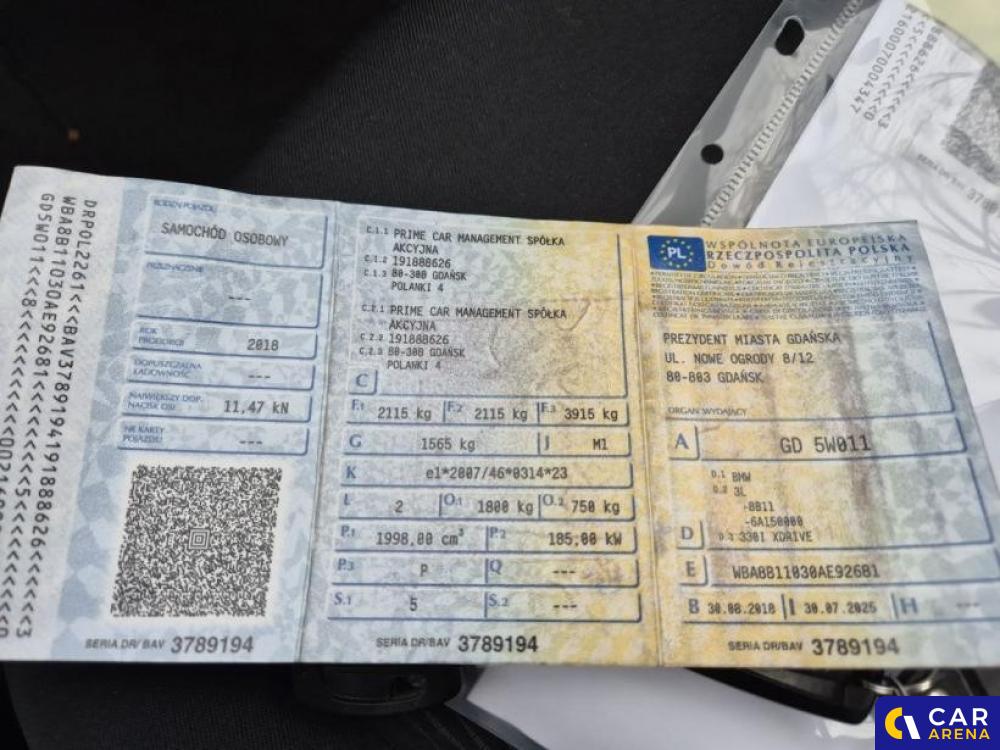 DRPOL2261<<BAV37891941918886 26<<<<<<3
WBA8B11030AE92681<<<<<<<<<<<
GD5W011<<<8<<<<<<<<<<<
RODZAJ POJAZDU
SAMOCHÓD OSOBOWY
PRZEZNACZENIE
---
ROK PRODUKCJI
2018
DOPUSZCZALNA ŁADOWNOŚĆ
---
NAJWIĘKSZY DOP. NACISK OSI
11,47 kN
NR KARTY POJAZDU
---
SERIA DR/BAV 3789194
C.1.1 PRIME CAR MANAGEMENT SPÓŁKA
AKCYJNA
C.1.2 191888626
C.1.3 80-308 GDAŃSK
POLANKI 4
C.2.1 PRIME CAR MANAGEMENT SPÓŁKA
AKCYJNA
C.2.2 191888626
C.2.3 80-308 GDAŃSK
POLANKI 4
C
F.1 2115 kg F.2 2115 kg F.3 3915 kg
G 1565 kg J M1
K e1*2007/46*0314*23
L 2 O.1 1800 kg O.2 750 kg
P.1 1998,00 cm³ P.2 185,00 kW
P.3 P Q ---
S.1 5 S.2 ---
SERIA DR/BAV 3789194
PL
WSPÓLNOTA EUROPEJSKA
RZECZPOSPOLITA POLSKA
Dowód Rejestracyjny
PREZYDENT MIASTA GDAŃSKA
UL. NOWE OGRODY 8/12
80-803 GDAŃSK
ORGAN WYDAJĄCY
A GD 5W011
D.1 BMW
D.2 3L
-8B11
-6A150000
D D.3 330I XDRIVE
E WBA8B11030AE92681
B 30.08.2018 I 30.07.2025 H ---
SERIA DR/BAV 3789194
CAR
ARENA